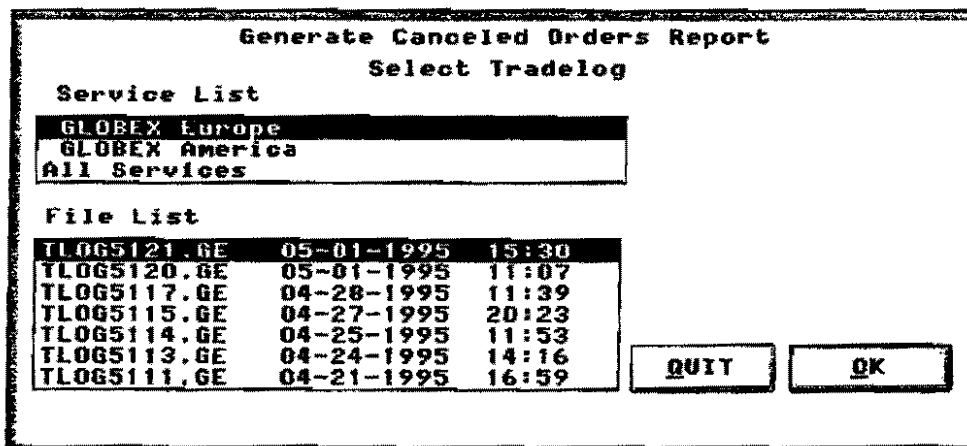 Generate Canceled Orders Report
Select Tradelog
Service List
GLOBEX Europe
GLOBEX America
All Services
File List
TLOG5121.GE 05-01-1995 15:30
TLOG5120.GE 05-01-1995 11:07
TLOG5117.GE 04-28-1995 11:39
TLOG5115.GE 04-27-1995 20:23
TLOG5114.GE 04-25-1995 11:53
TLOG5113.GE 04-24-1995 14:16
TLOG5111.GE 04-21-1995 16:59
QUIT OK